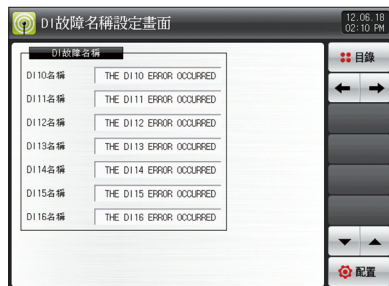 DI故障名稱設定畫面
12.06.18
02:10 PM
DI故障名稱
DI10名稱 THE DI10 ERROR OCCURRED
DI11名稱 THE DI11 ERROR OCCURRED
DI12名稱 THE DI12 ERROR OCCURRED
DI13名稱 THE DI13 ERROR OCCURRED
DI14名稱 THE DI14 ERROR OCCURRED
DI15名稱 THE DI15 ERROR OCCURRED
DI16名稱 THE DI16 ERROR OCCURRED
目錄
配置